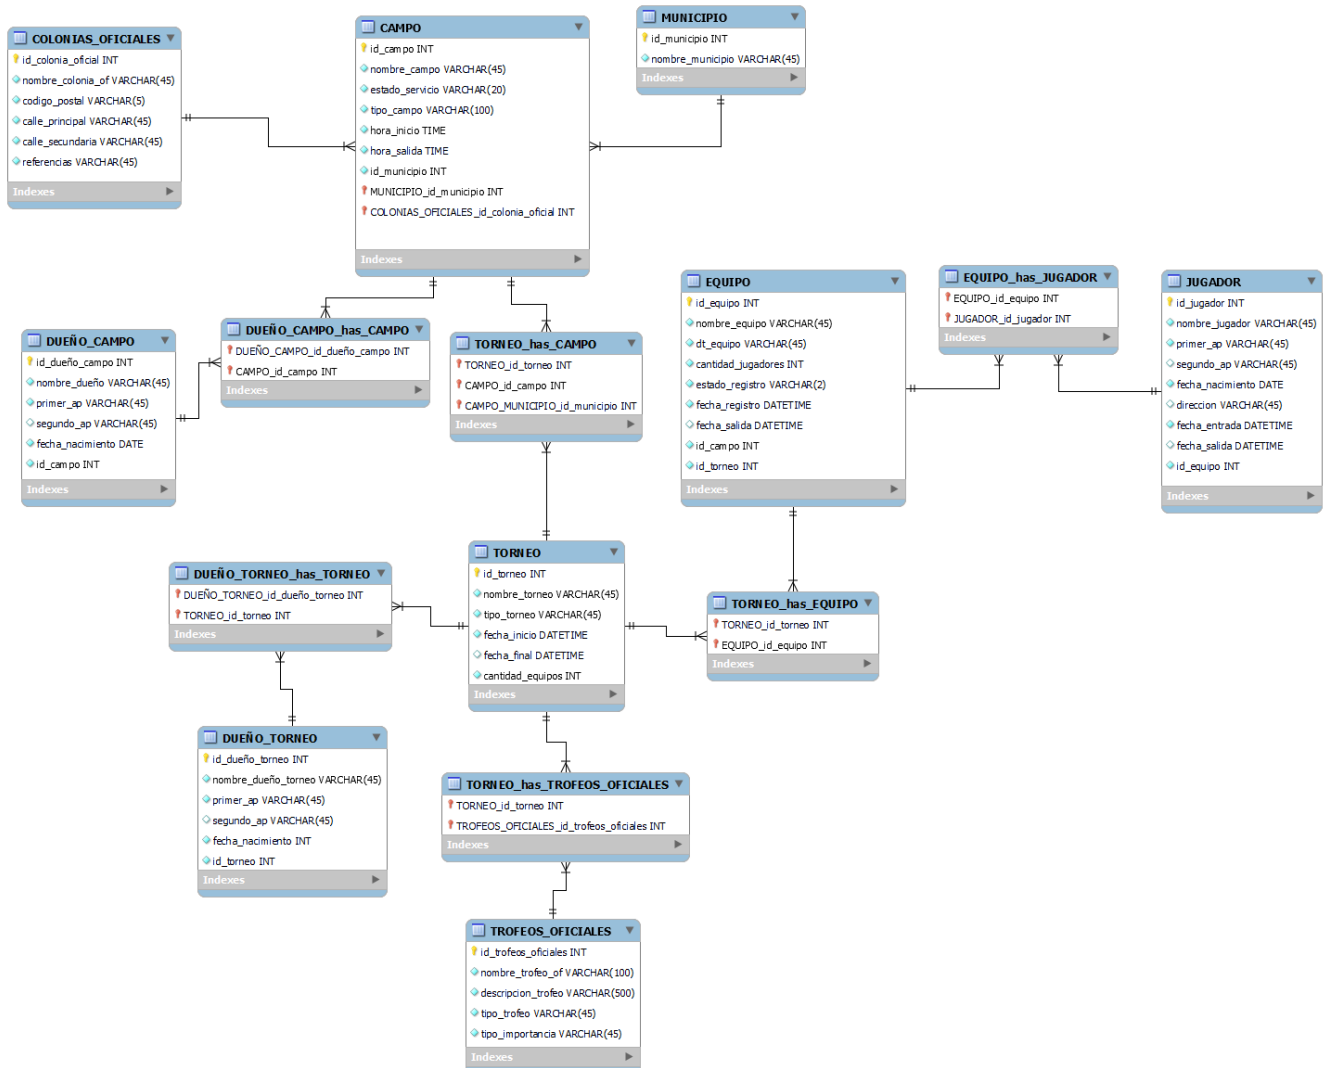 COLONIAS_OFICIALES
id_colonia_oficial INT
nombre_colonia_of VARCHAR(45)
codigo_postal VARCHAR(5)
calle_principal VARCHAR(45)
calle_secundaria VARCHAR(45)
referencias VARCHAR(45)
Indexes
CAMPO
id_campo INT
nombre_campo VARCHAR(45)
estado_servicio VARCHAR(20)
tipo_campo VARCHAR(100)
hora_inicio TIME
hora_salida TIME
id_municipio INT
MUNICIPIO_id_municipio INT
COLONIAS_OFICIALES_id_colonia_oficial INT
Indexes
MUNICIPIO
id_municipio INT
nombre_municipio VARCHAR(45)
Indexes
DUEÑO_CAMPO
id_dueño_campo INT
nombre_dueño VARCHAR(45)
primer_ap VARCHAR(45)
segundo_ap VARCHAR(45)
fecha_nacimiento DATE
id_campo INT
Indexes
DUEÑO_CAMPO_has_CAMPO
DUEÑO_CAMPO_id_dueño_campo INT
CAMPO_id_campo INT
Indexes
TORNEO_has_CAMPO
TORNEO_id_torneo INT
CAMPO_id_campo INT
CAMPO_MUNICIPIO_id_municipio INT
Indexes
EQUIPO
id_equipo INT
nombre_equipo VARCHAR(45)
dt_equipo VARCHAR(45)
cantidad_jugadores INT
estado_registro VARCHAR(2)
fecha_registro DATETIME
fecha_salida DATETIME
id_campo INT
id_torneo INT
Indexes
EQUIPO_has_JUGADOR
EQUIPO_id_equipo INT
JUGADOR_id_jugador INT
Indexes
JUGADOR
id_jugador INT
nombre_jugador VARCHAR(45)
primer_ap VARCHAR(45)
segundo_ap VARCHAR(45)
fecha_nacimiento DATE
direccion VARCHAR(45)
fecha_entrada DATETIME
fecha_salida DATETIME
id_equipo INT
Indexes
DUEÑO_TORNEO_has_TORNEO
DUEÑO_TORNEO_id_dueño_torneo INT
TORNEO_id_torneo INT
Indexes
TORNEO
id_torneo INT
nombre_torneo VARCHAR(45)
tipo_torneo VARCHAR(45)
fecha_inicio DATETIME
fecha_final DATETIME
cantidad_equipos INT
Indexes
TORNEO_has_EQUIPO
TORNEO_id_torneo INT
EQUIPO_id_equipo INT
Indexes
DUEÑO_TORNEO
id_dueño_torneo INT
nombre_dueño_torneo VARCHAR(45)
primer_ap VARCHAR(45)
segundo_ap VARCHAR(45)
fecha_nacimiento INT
id_torneo INT
Indexes
TORNEO_has_TROFEOS_OFICIALES
TORNEO_id_torneo INT
TROFEOS_OFICIALES_id_trofeos_oficiales INT
Indexes
TROFEOS_OFICIALES
id_trofeos_oficiales INT
nombre_trofeo_of VARCHAR(100)
descripcion_trofeo VARCHAR(500)
tipo_trofeo VARCHAR(45)
tipo_importancia VARCHAR(45)
Indexes